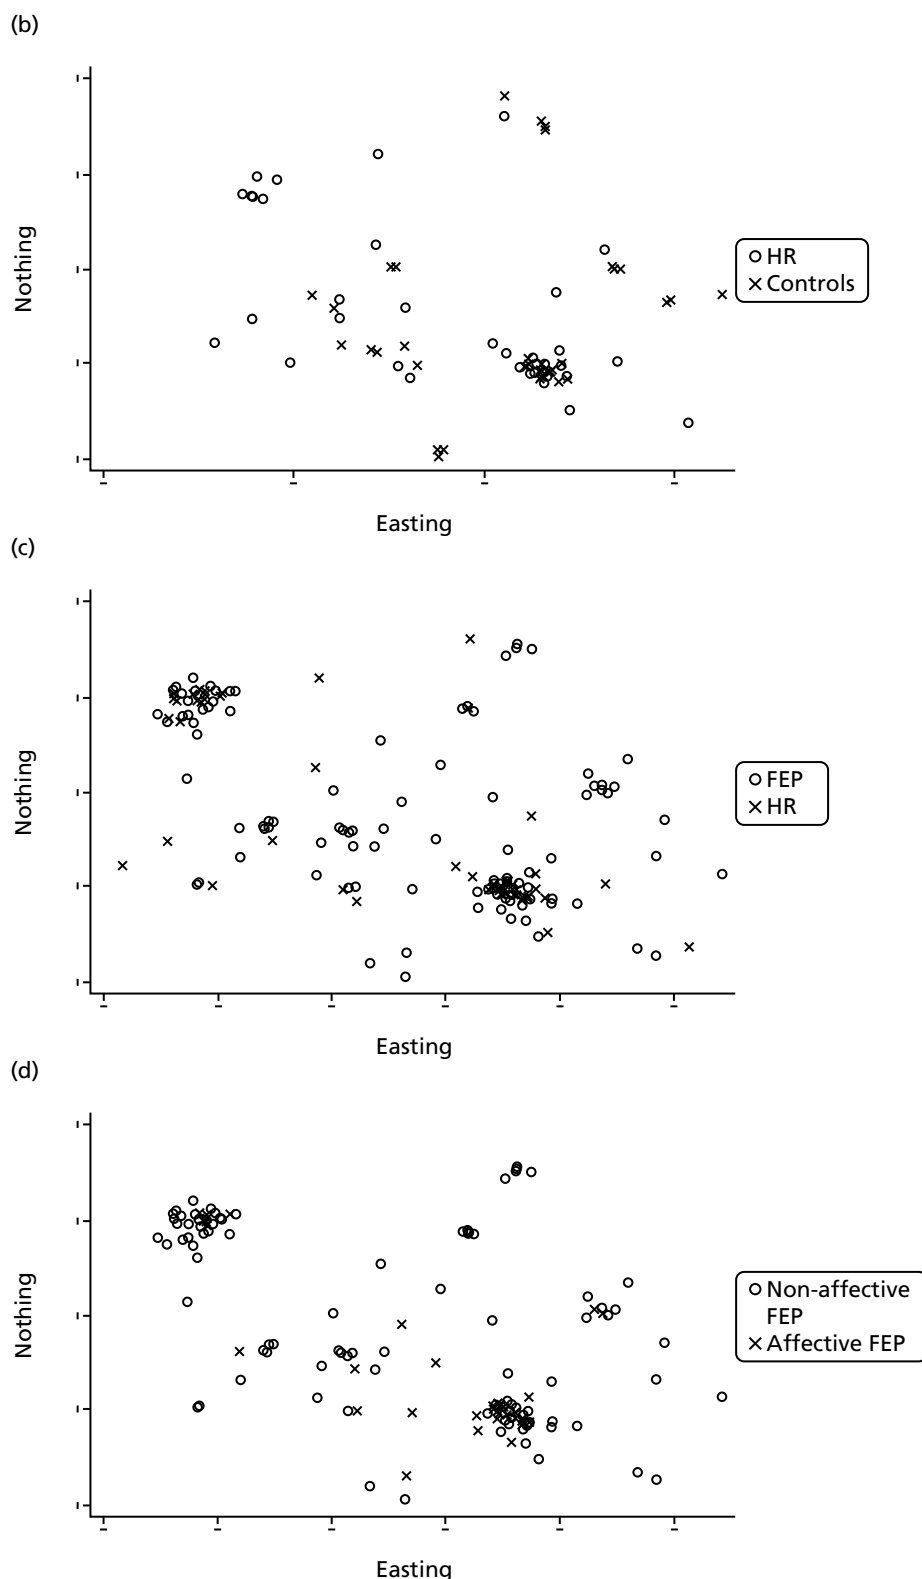 (b)
Nothing
HR
Controls
Easting
(c)
Nothing
FEP
HR
Easting
(d)
Nothing
Non-affective
FEP
Affective FEP
Easting